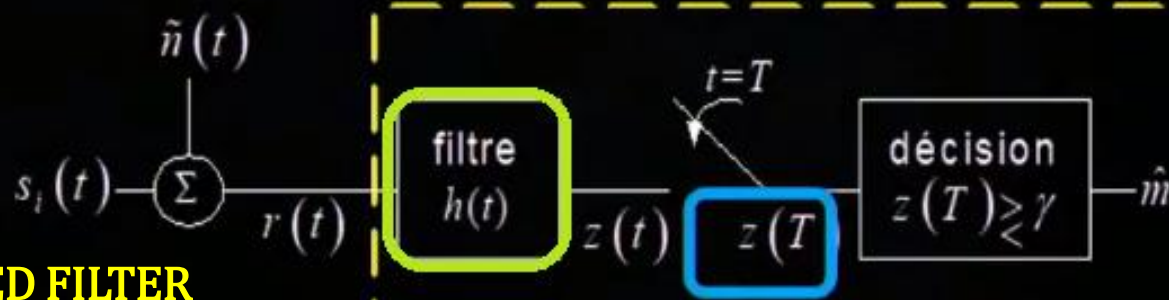 ñ(t)
t=T
s_i(t)
Σ
r(t)
filtre
h(t)
z(t)
z(T
décision
z(T)≷γ
m̂
ED FILTER